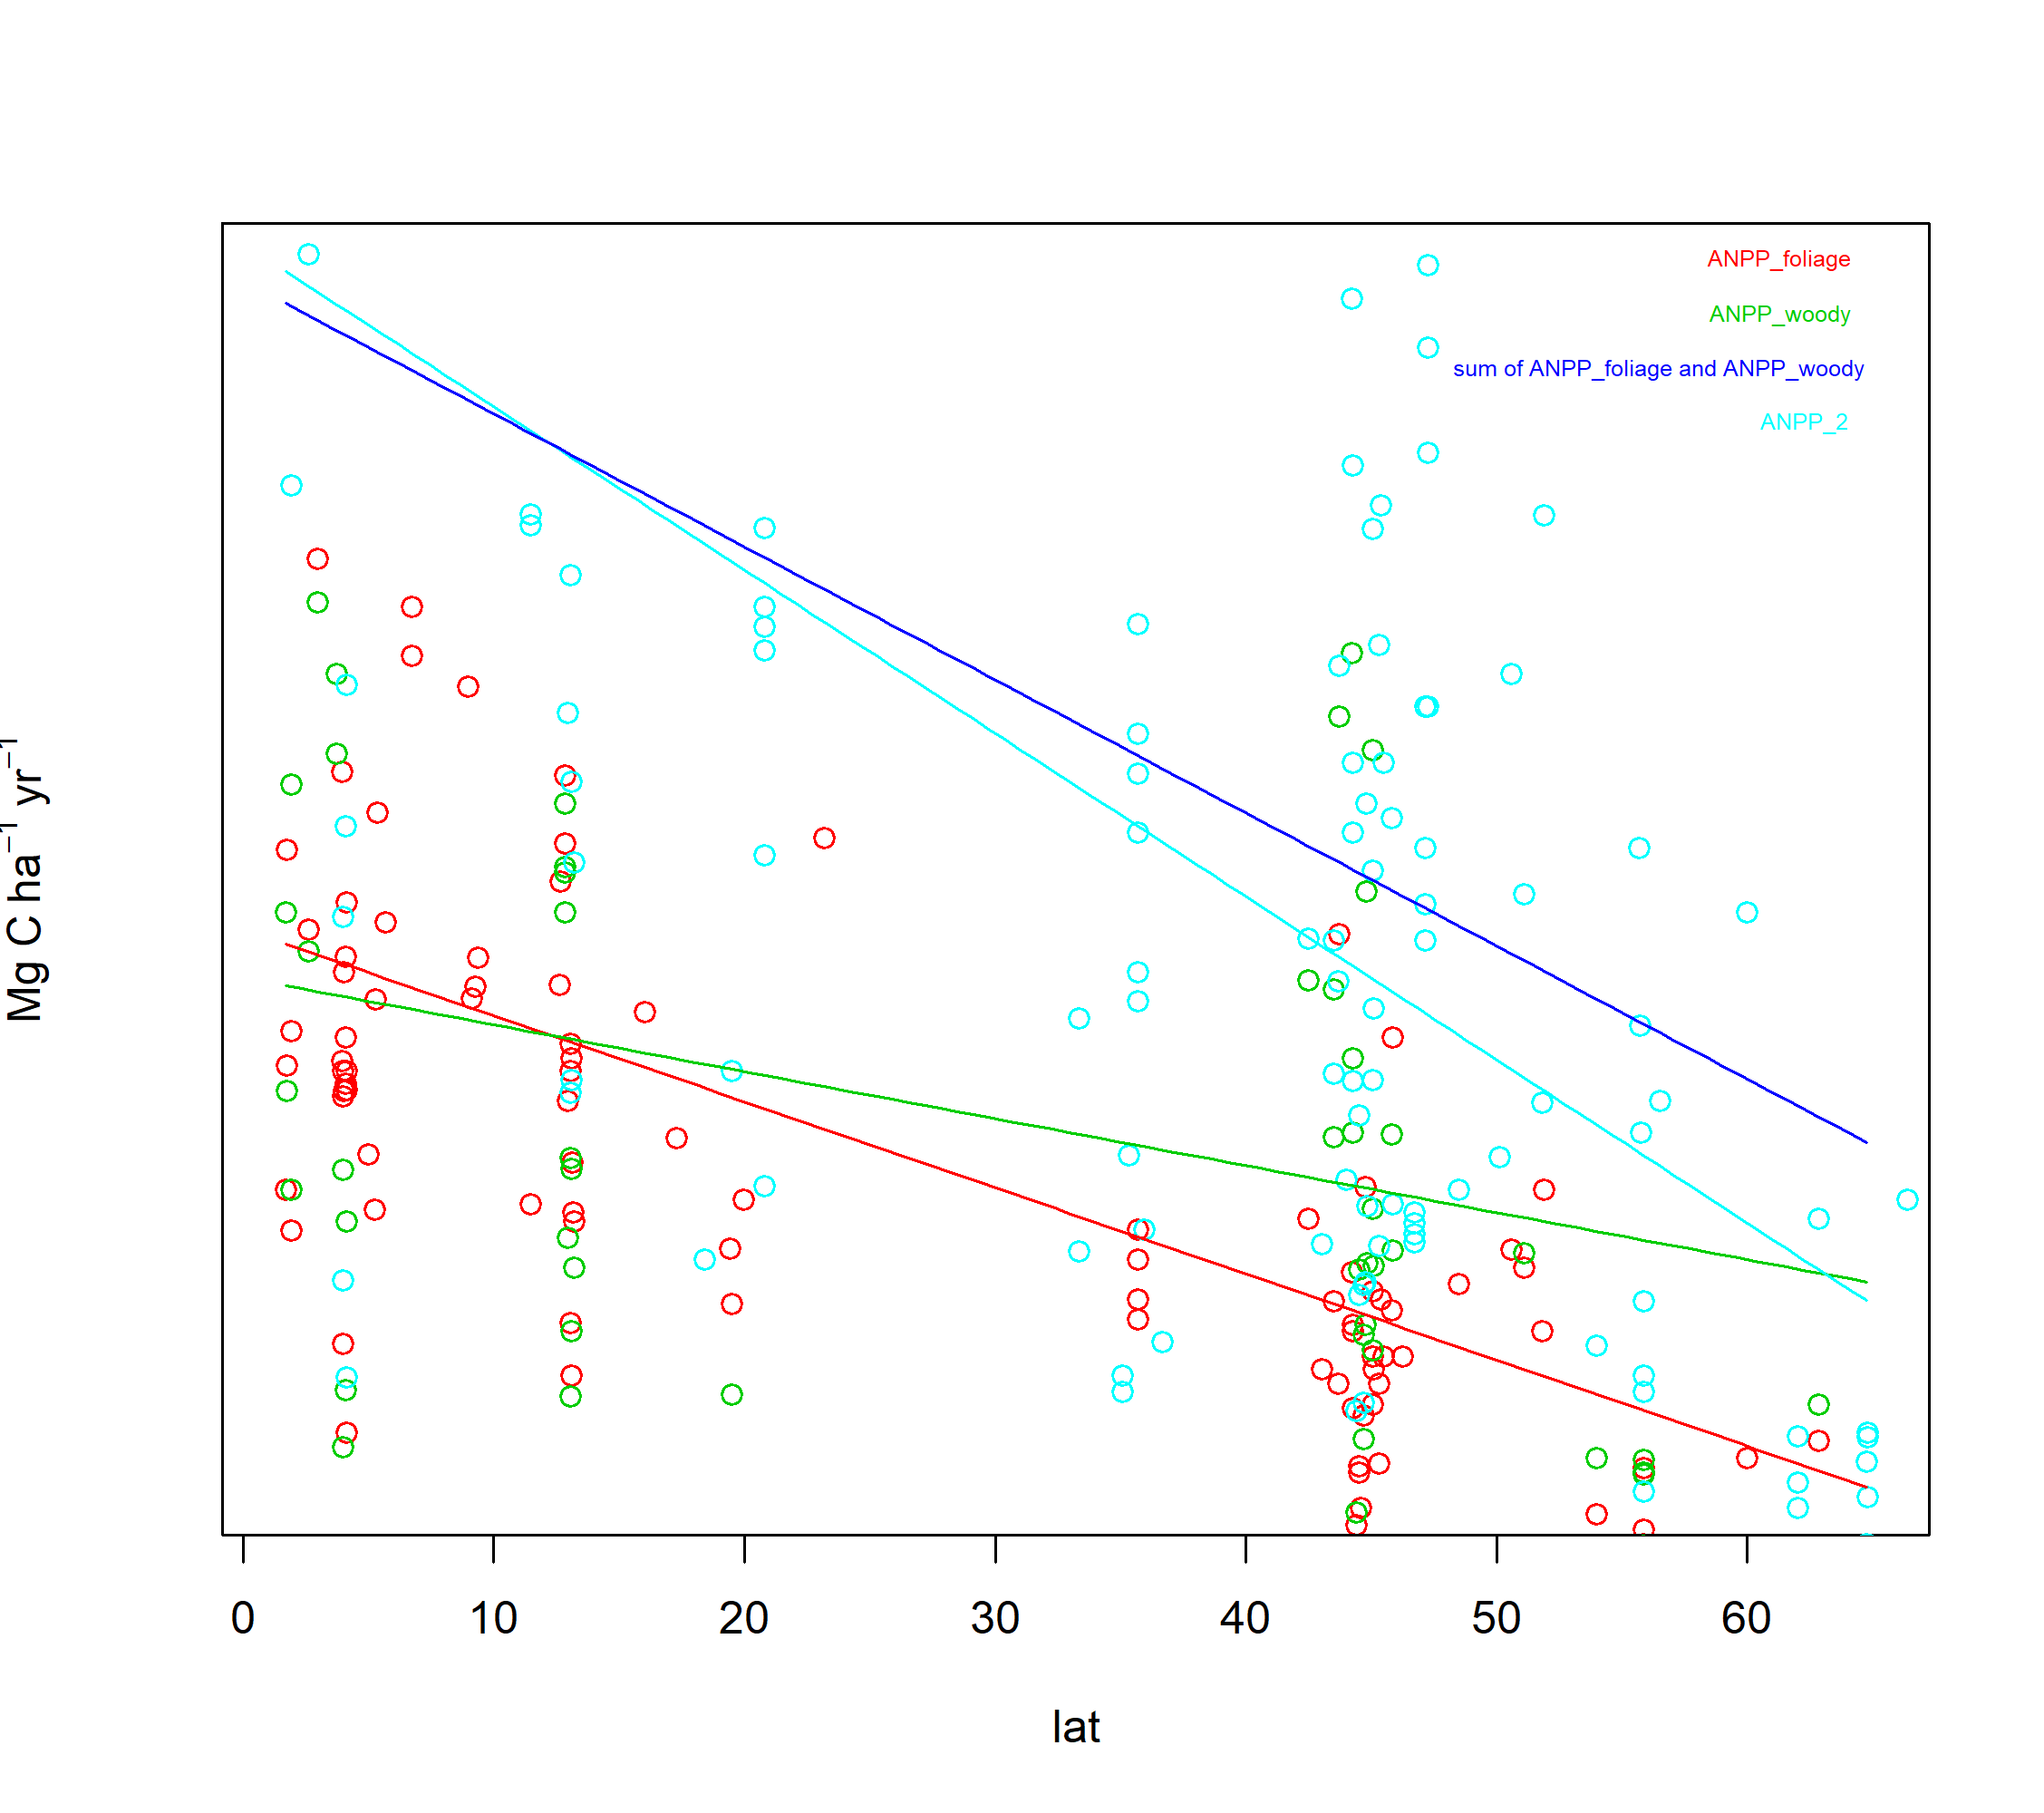 ANPP_foliage
ANPP_woody
sum of ANPP_foliage and ANPP_woody
ANPP_2
Mg C ha⁻¹ yr⁻¹
0 10 20 30 40 50 60
lat